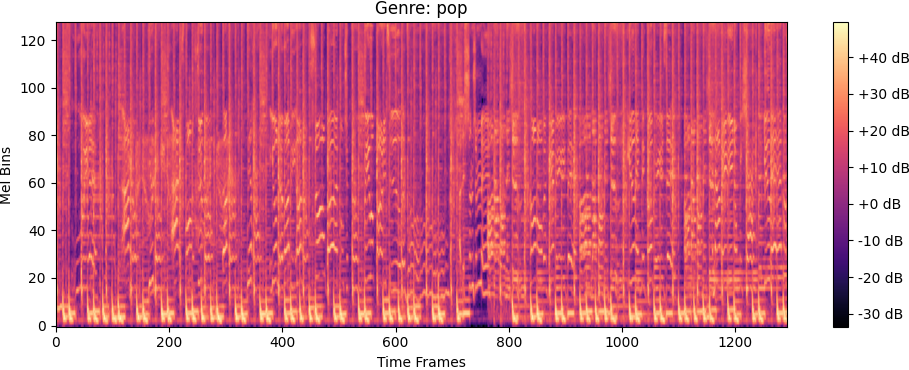 Genre: pop
Mel Bins
120
100
80
60
40
20
0
0 200 400 600 800 1000 1200
Time Frames
+40 dB
+30 dB
+20 dB
+10 dB
+0 dB
-10 dB
-20 dB
-30 dB